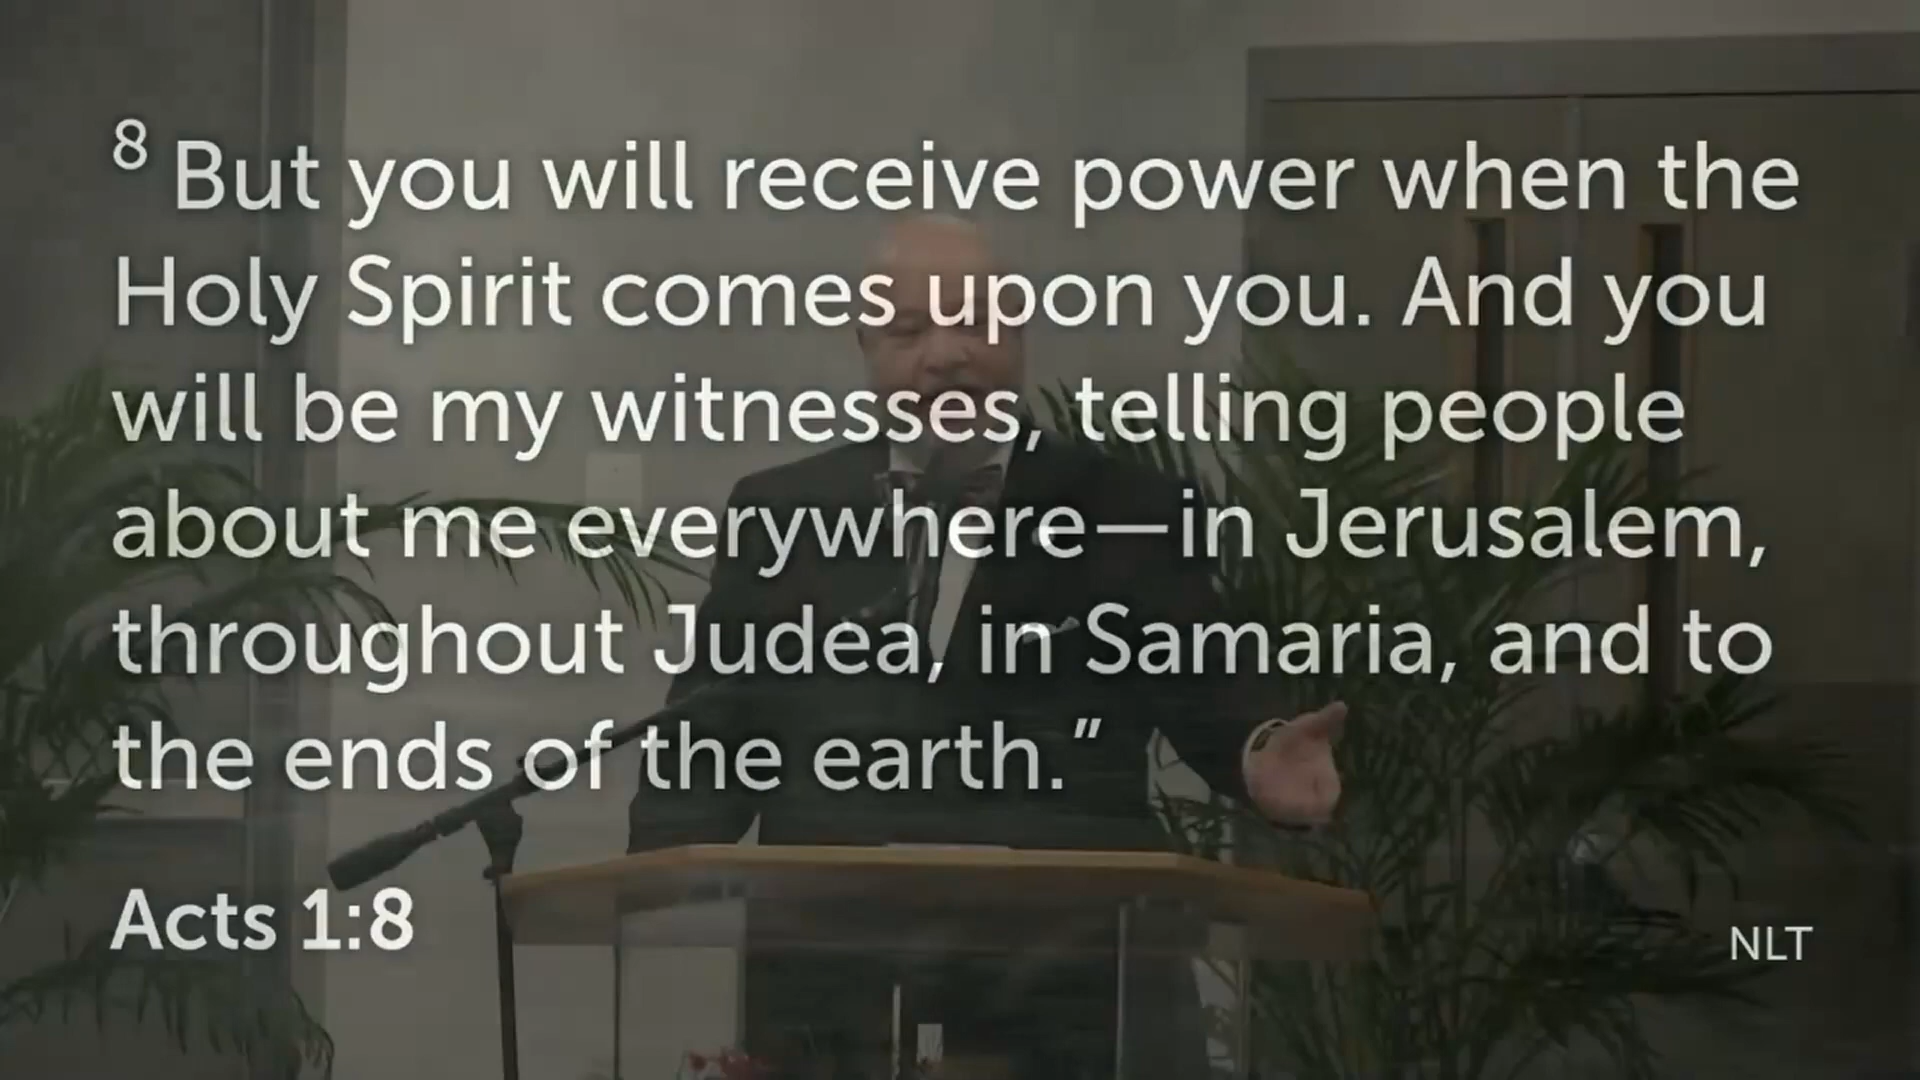 8 But you will receive power when the
Holy Spirit comes upon you. And you
will be my witnesses, telling people
about me everywhere—in Jerusalem,
throughout Judea, in Samaria, and to
the ends of the earth.”
Acts 1:8
NLT